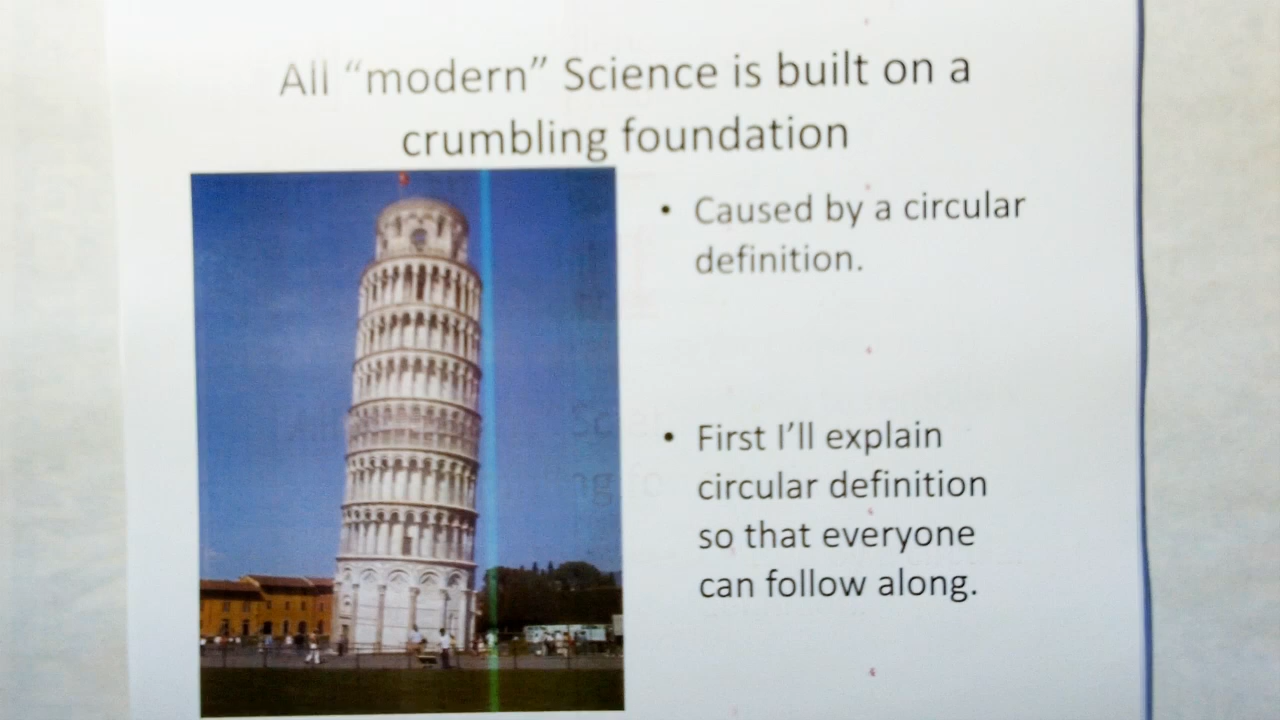 All “modern” Science is built on a
crumbling foundation
• Caused by a circular
definition.
• First I’ll explain
circular definition
so that everyone
can follow along.